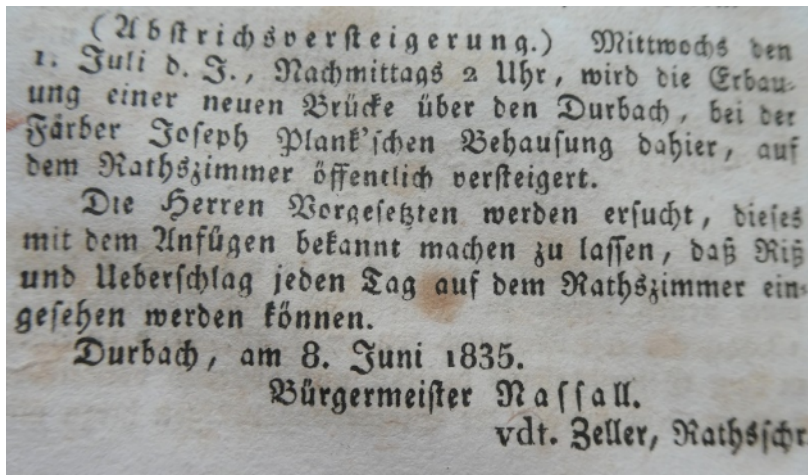 (Abstrichsversteigerung.) Mittwochs den
1. Juli d. J., Nachmittags 2 Uhr, wird die Erbau-
ung einer neuen Brücke über den Durbach, bei der
Färber Joseph Plank'schen Behausung dahier, auf
dem Rathszimmer öffentlich versteigert.
Die Herren Vorgesetzten werden ersucht, dieses
mit dem Anfügen bekannt machen zu lassen, daß Riß
und Ueberschlag jeden Tag auf dem Rathszimmer ein-
gesehen werden können.
Durbach, am 8. Juni 1835.
Bürgermeister Nassall.
vdt. Zeller, Rathsschr